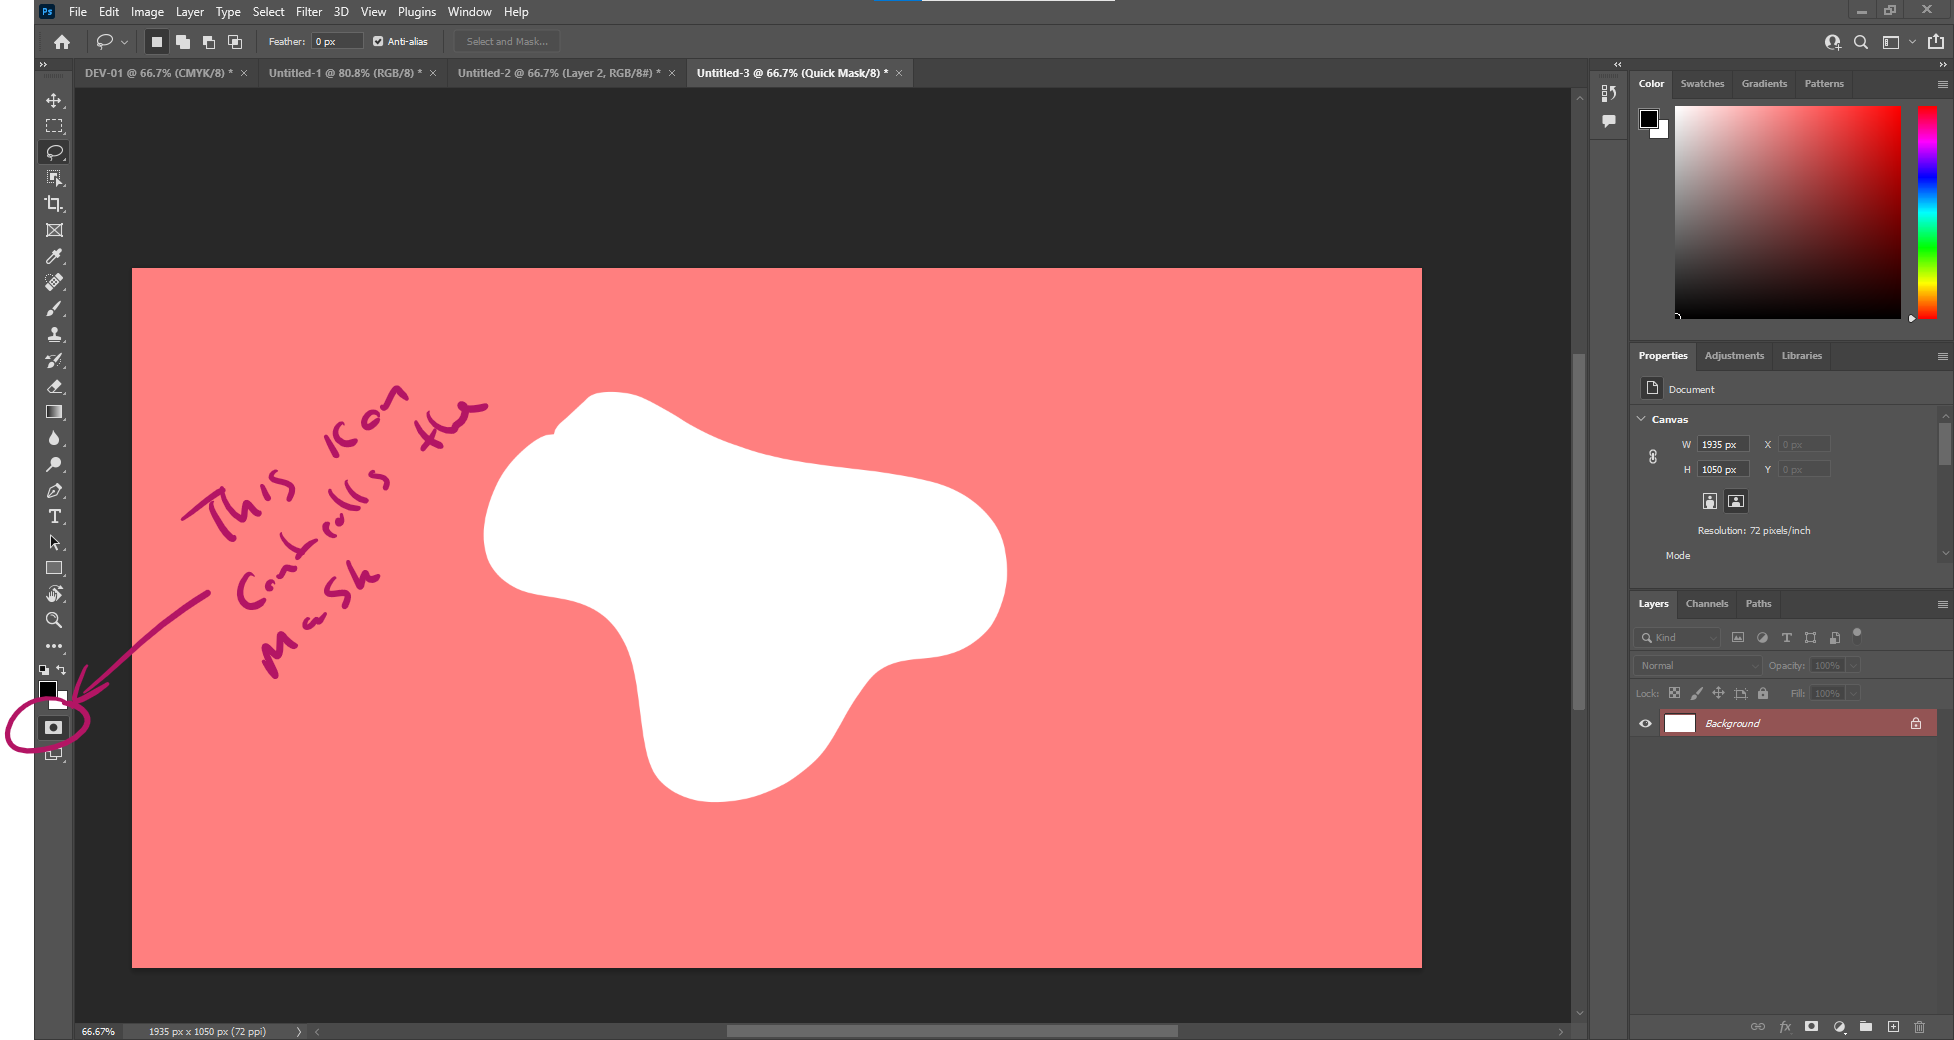 Ps File Edit Image Layer Type Select Filter 3D View Plugins Window Help
Feather: 0 px Anti-alias Select and Mask...
DEV-01 @ 66.7% (CMYK/8) * × Untitled-1 @ 80.8% (RGB/8) * × Untitled-2 @ 66.7% (Layer 2, RGB/8#) * × Untitled-3 @ 66.7% (Quick Mask/8) * ×
This icon
Controlls the
Mask
Color Swatches Gradients Patterns
Properties Adjustments Libraries
Document
Canvas
W 1935 px X 0 px
H 1050 px Y 0 px
Resolution: 72 pixels/inch
Mode
Layers Channels Paths
Kind
Normal Opacity: 100%
Lock: Fill: 100%
Background
fx
66.67% 1935 px x 1050 px (72 ppi)